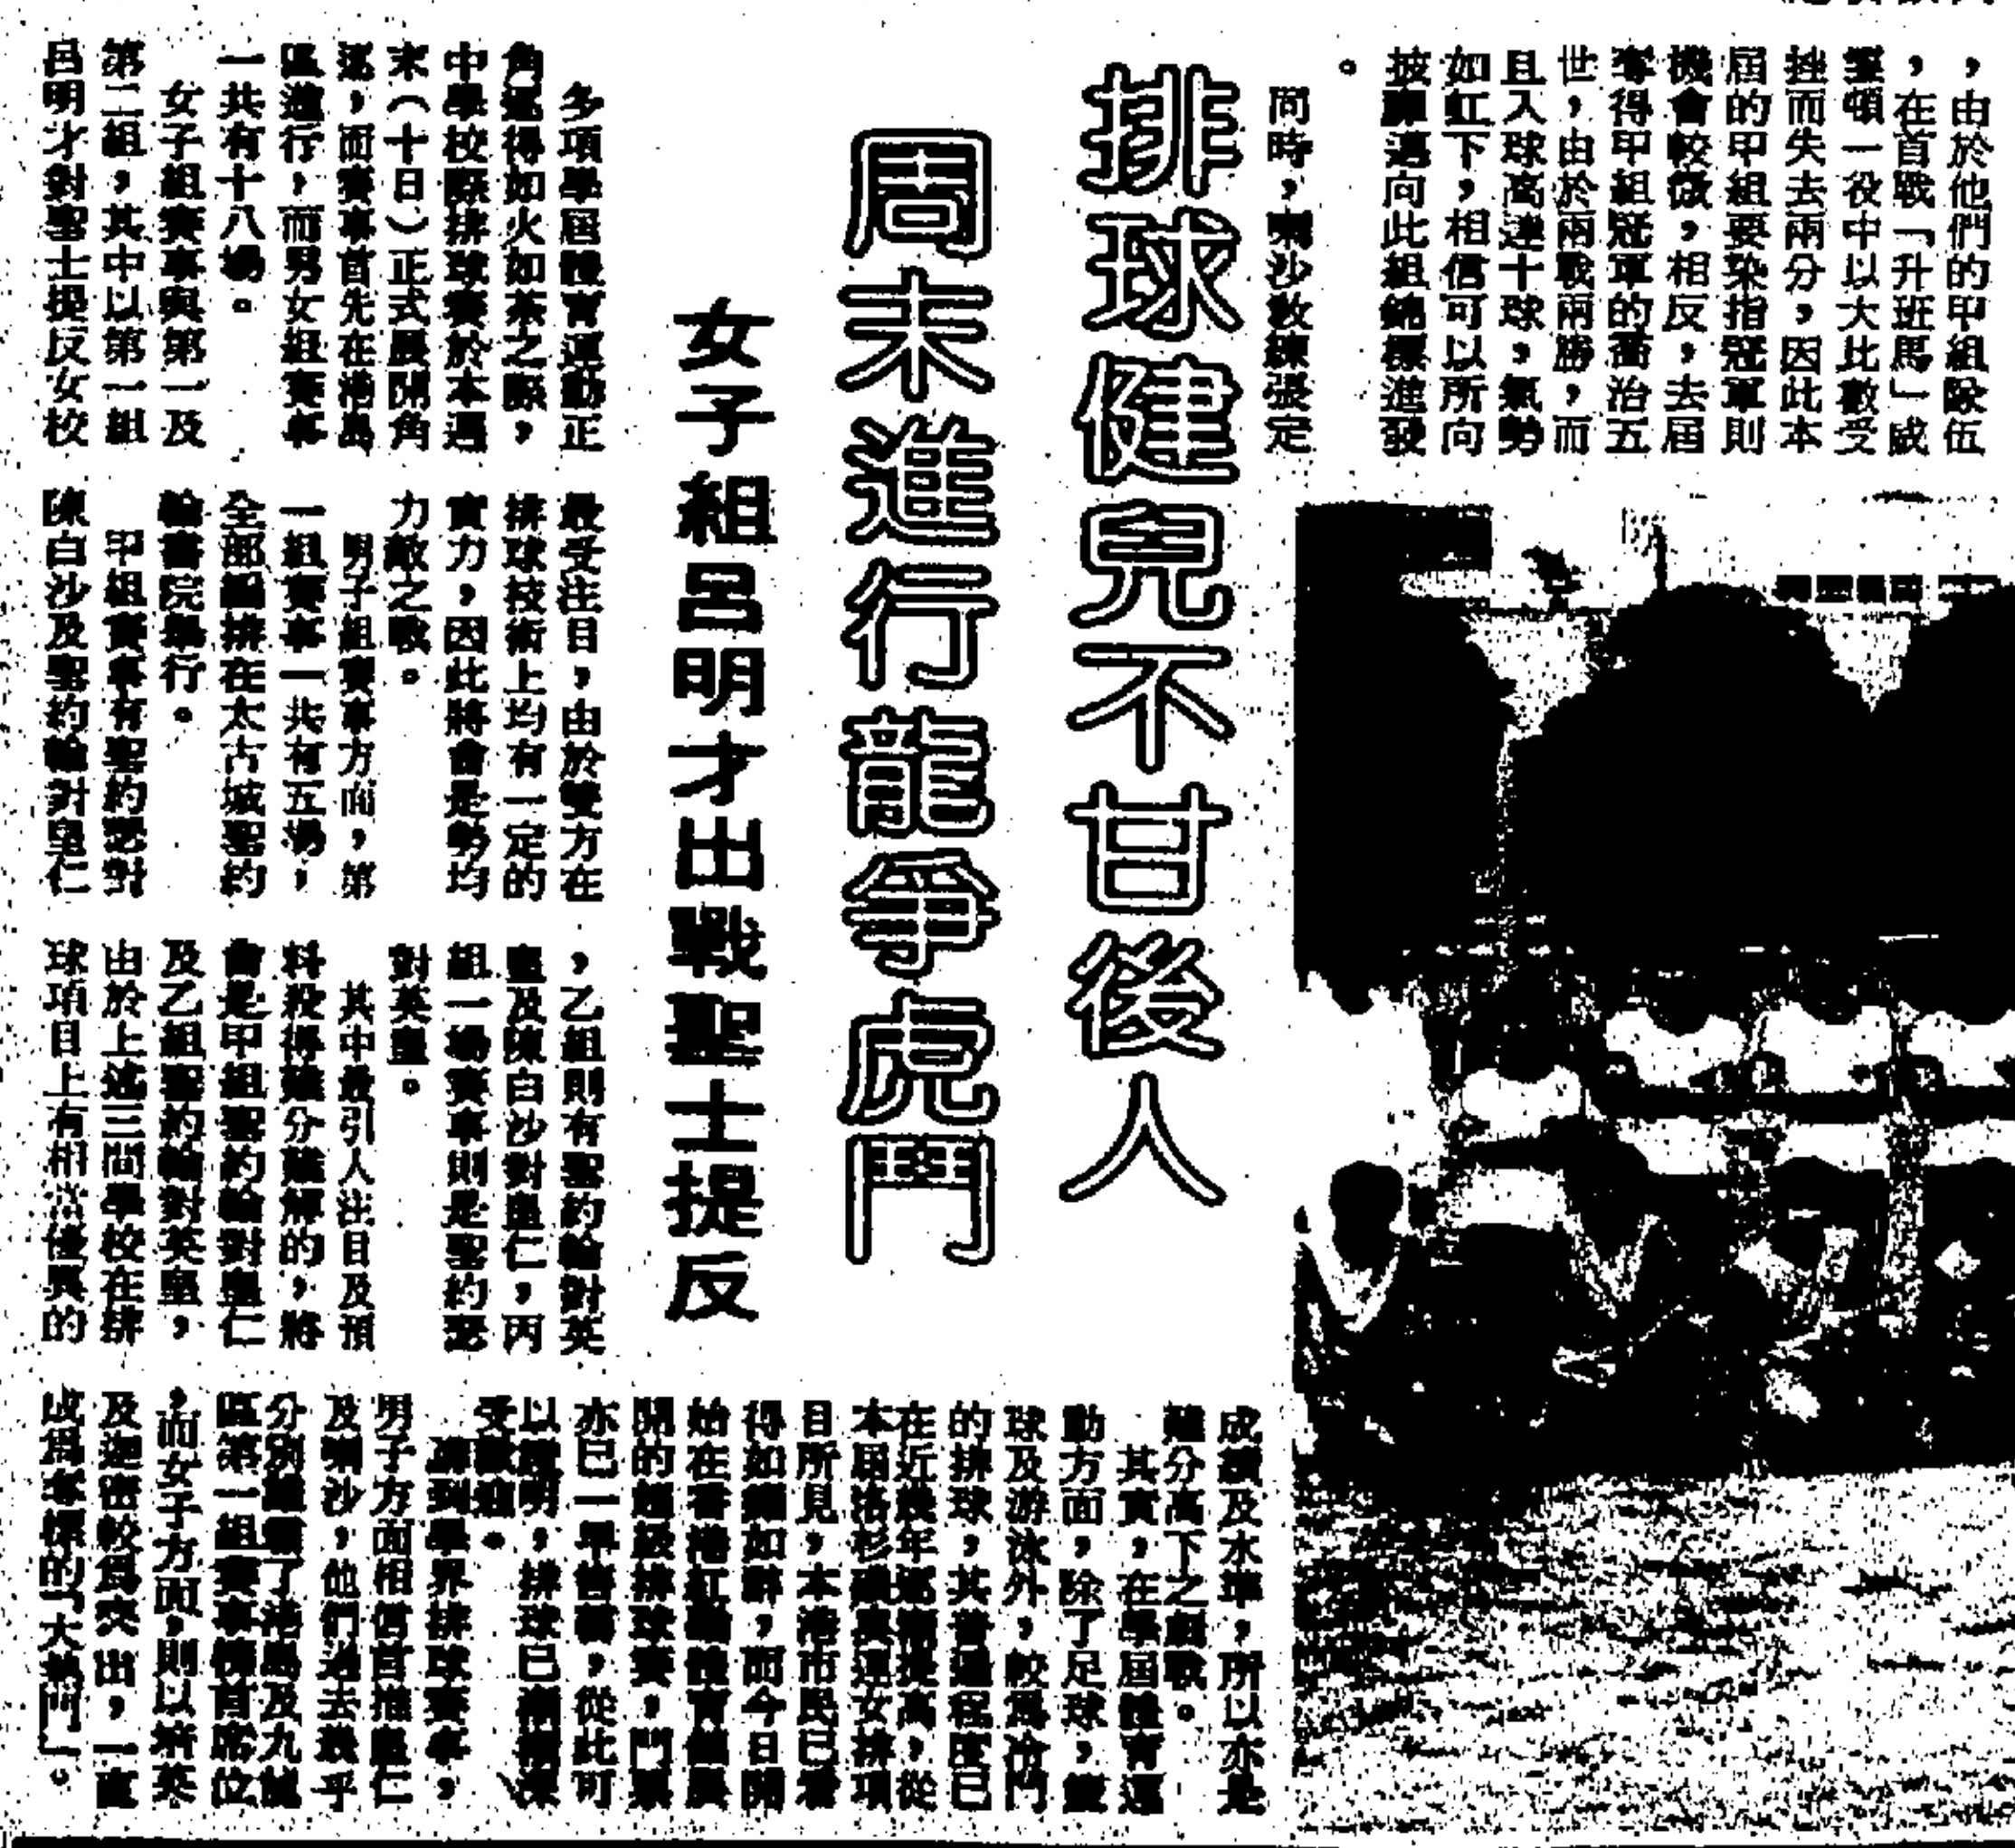 ，由於他們的甲組隊伍
，在首戰「升班馬」威
靈頓一役中以大比數受
挫而失去兩分，因此本
屆的甲組要染指冠軍則
機會較微，相反，去屆
奪得甲組冠軍的喬治五
世，由於兩戰兩勝，而
且入球高達十球，氣勢
如虹下，相信可以所向
披靡邁向此組錦標進發
。
同時，喇沙教練張定
排球健兒不甘後人
周末進行龍爭虎鬥
女子組呂明才出戰聖士提反
多項學屆體育運動正
角逐得如火如荼之際，
中學校際排球賽於本週
末（十日）正式展開角
逐，而賽事首先在港島
區進行，而男女組賽事
一共有十八場。
女子組賽事與第一及
第二組，其中以第一組
呂明才對聖士提反女校
最受注目，由於雙方在
排球技術上均有一定的
實力，因此將會是勢均
力敵之戰。
男子組賽事方面，第
一組賽事一共有五場，
全部編排在太古城聖約
翰書院舉行。
甲組賽事有聖約瑟對
陳白沙及聖約翰對皇仁
，乙組則有聖約翰對英
皇及陳白沙對皇仁，丙
組一場賽事則是聖約瑟
對英皇。
其中最引人注目及預
料殺得難分難解的，將
會是甲組聖約翰對皇仁
及乙組聖約翰對英皇，
由於上述三間學校在排
球項目上有相當優異的
成績及水準，所以亦是
難分高下之劇戰。
其實，在學屆體育運
動方面，除了足球，籃
球及游泳外，較為冷門
的排球，其普遍程度已
在近幾年逐漸提高，從
本屆洛杉磯奧運女排項
目所見，本港市民已看
得如癡如醉，而今日開
始在香港紅磡體育館展
開的超級排球賽，門票
亦已一早售罄，從此可
以證明，排球已漸漸深
受歡迎。
講到學界排球賽事，
男子方面相信首推皇仁
及喇沙，他們過去幾乎
分別壟斷了港島及九龍
區第一組賽事榜首席位
，而女子方面，則以培英
及迦密較為突出，一直
成為奪標的「大熱門」。